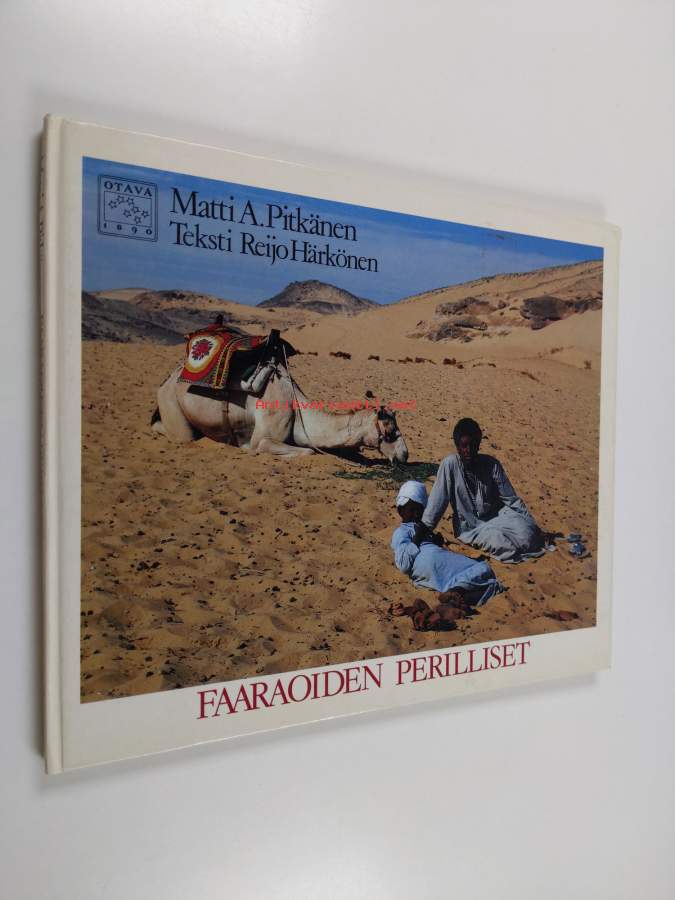 OTAVA
1890
Matti A. Pitkänen
Teksti Reijo Härkönen
FAARAOIDEN PERILLISET